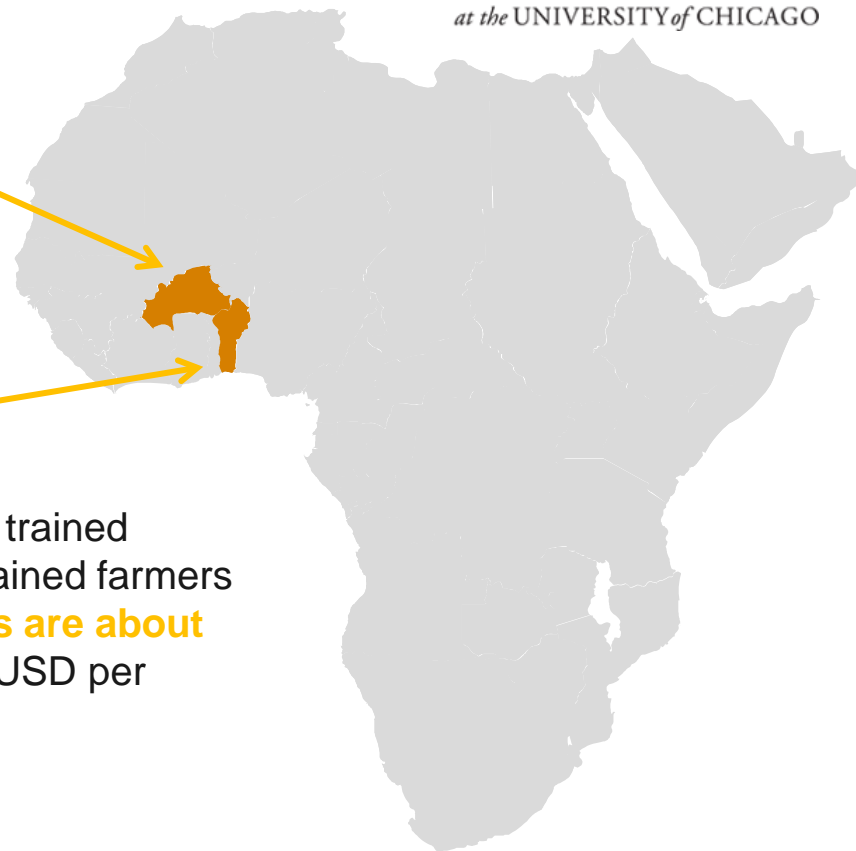 at the UNIVERSITY of CHICAGO
trained
ained farmers
s are about
USD per